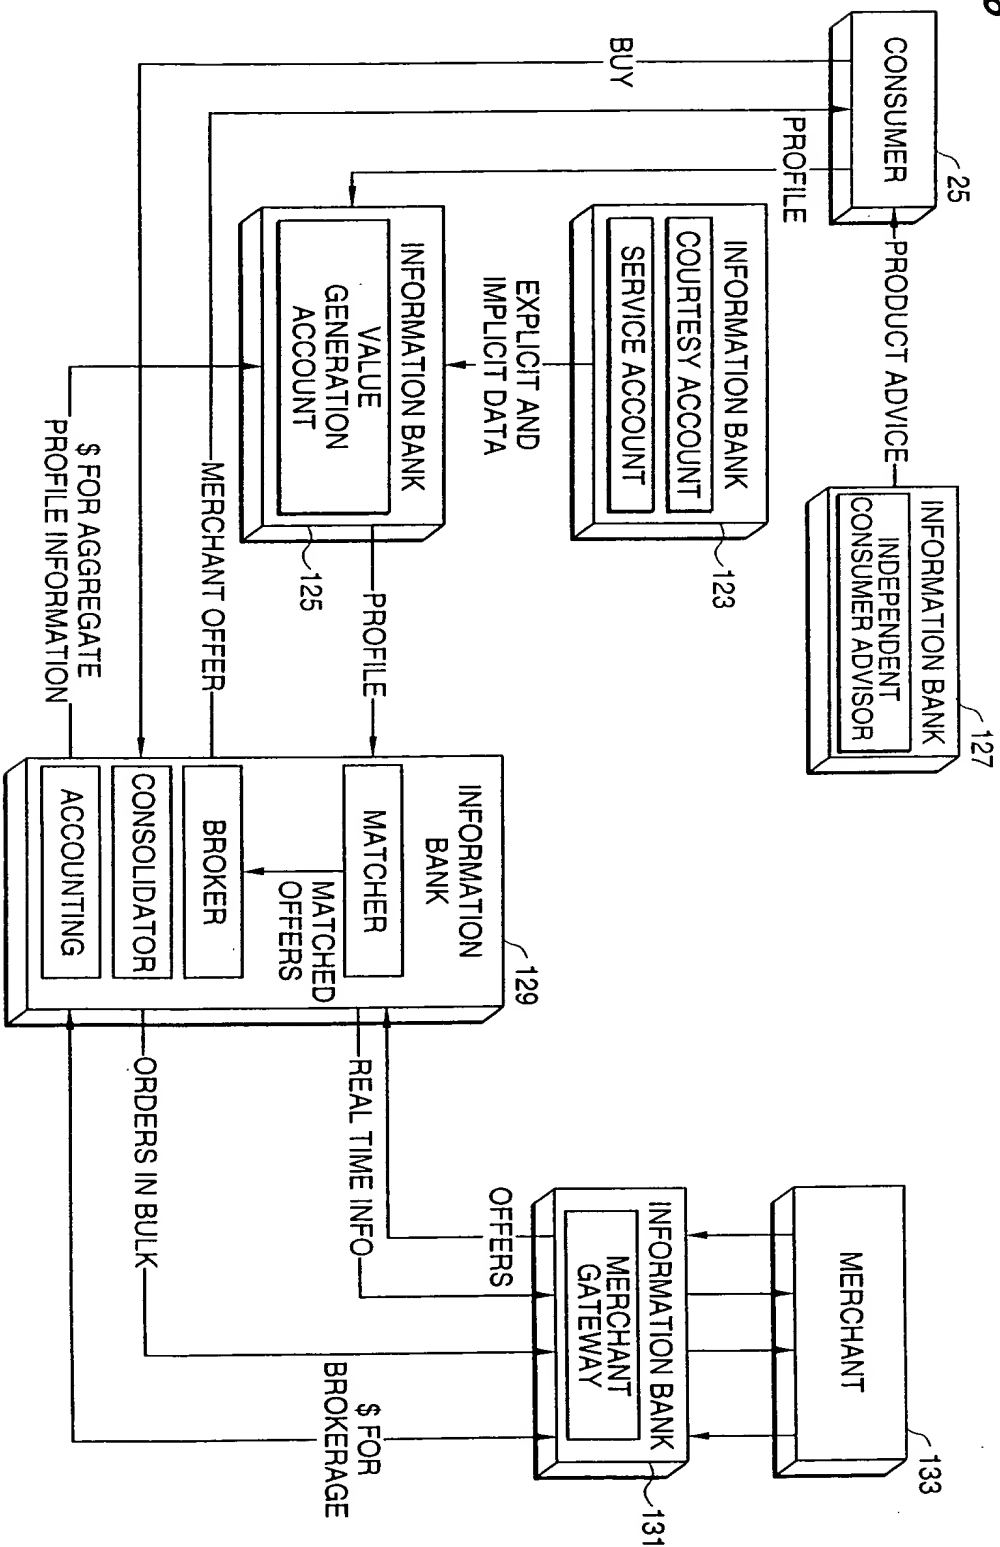 CONSUMER
25
PRODUCT ADVICE
INFORMATION BANK
INDEPENDENT
CONSUMER ADVISOR
127
BUY
PROFILE
INFORMATION BANK
COURTESY ACCOUNT
SERVICE ACCOUNT
123
EXPLICIT AND
IMPLICIT DATA
INFORMATION BANK
VALUE
GENERATION
ACCOUNT
125
PROFILE
MERCHANT OFFER
$ FOR AGGREGATE
PROFILE INFORMATION
INFORMATION
BANK
MATCHER
MATCHED
OFFERS
BROKER
CONSOLIDATOR
ACCOUNTING
129
MERCHANT
133
INFORMATION BANK
MERCHANT
GATEWAY
131
OFFERS
REAL TIME INFO
ORDERS IN BULK
$ FOR
BROKERAGE